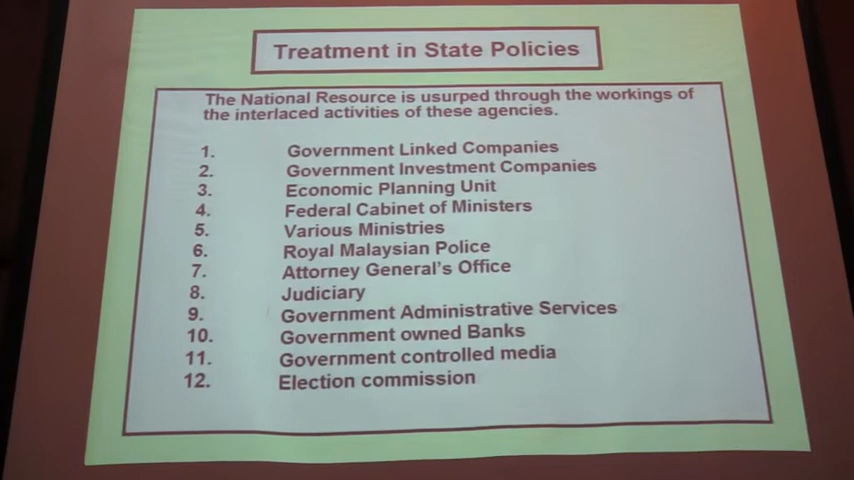 Treatment in State Policies
The National Resource is usurped through the workings of
the interlaced activities of these agencies.
1. Government Linked Companies
2. Government Investment Companies
3. Economic Planning Unit
4. Federal Cabinet of Ministers
5. Various Ministries
6. Royal Malaysian Police
7. Attorney General's Office
8. Judiciary
9. Government Administrative Services
10. Government owned Banks
11. Government controlled media
12. Election commission